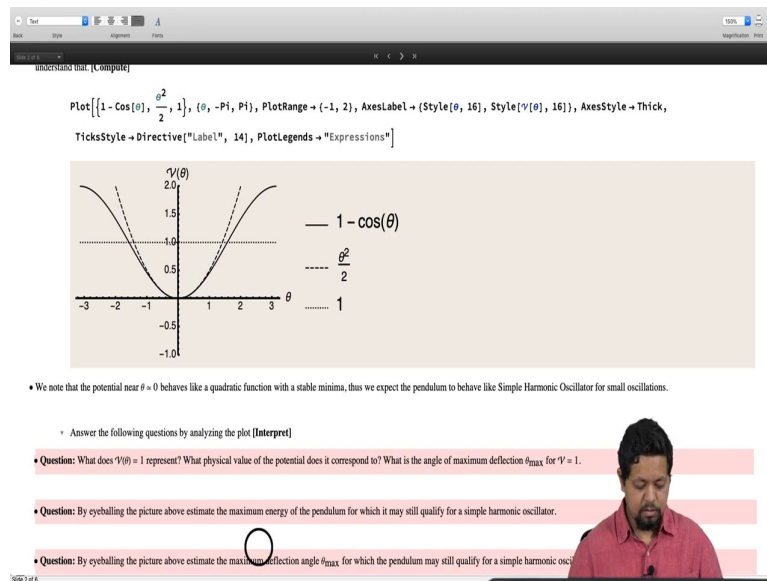 Text
A
150%
Back
Style
Alignment
Fonts
Magnification
Print
Slide 2 of 6
understand that. [Compute]
Plot[{1 - Cos[θ], θ²/2, 1}, {θ, -Pi, Pi}, PlotRange → {-1, 2}, AxesLabel → {Style[θ, 16], Style[𝒱[θ], 16]}, AxesStyle → Thick,
TicksStyle → Directive["Label", 14], PlotLegends → "Expressions"]
𝒱(θ)
2.0
1.5
1.0
0.5
-3 -2 -1 1 2 3 θ
-0.5
-1.0
1 – cos(θ)
θ²/2
1
• We note that the potential near θ ≃ 0 behaves like a quadratic function with a stable minima, thus we expect the pendulum to behave like Simple Harmonic Oscillator for small oscillations.
Answer the following questions by analyzing the plot [Interpret]
• Question: What does 𝒱(θ) = 1 represent? What physical value of the potential does it correspond to? What is the angle of maximum deflection θmax for 𝒱 = 1.
• Question: By eyeballing the picture above estimate the maximum energy of the pendulum for which it may still qualify for a simple harmonic oscillator.
• Question: By eyeballing the picture above estimate the maximum deflection angle θmax for which the pendulum may still qualify for a simple harmonic osci
Slide 2 of 6